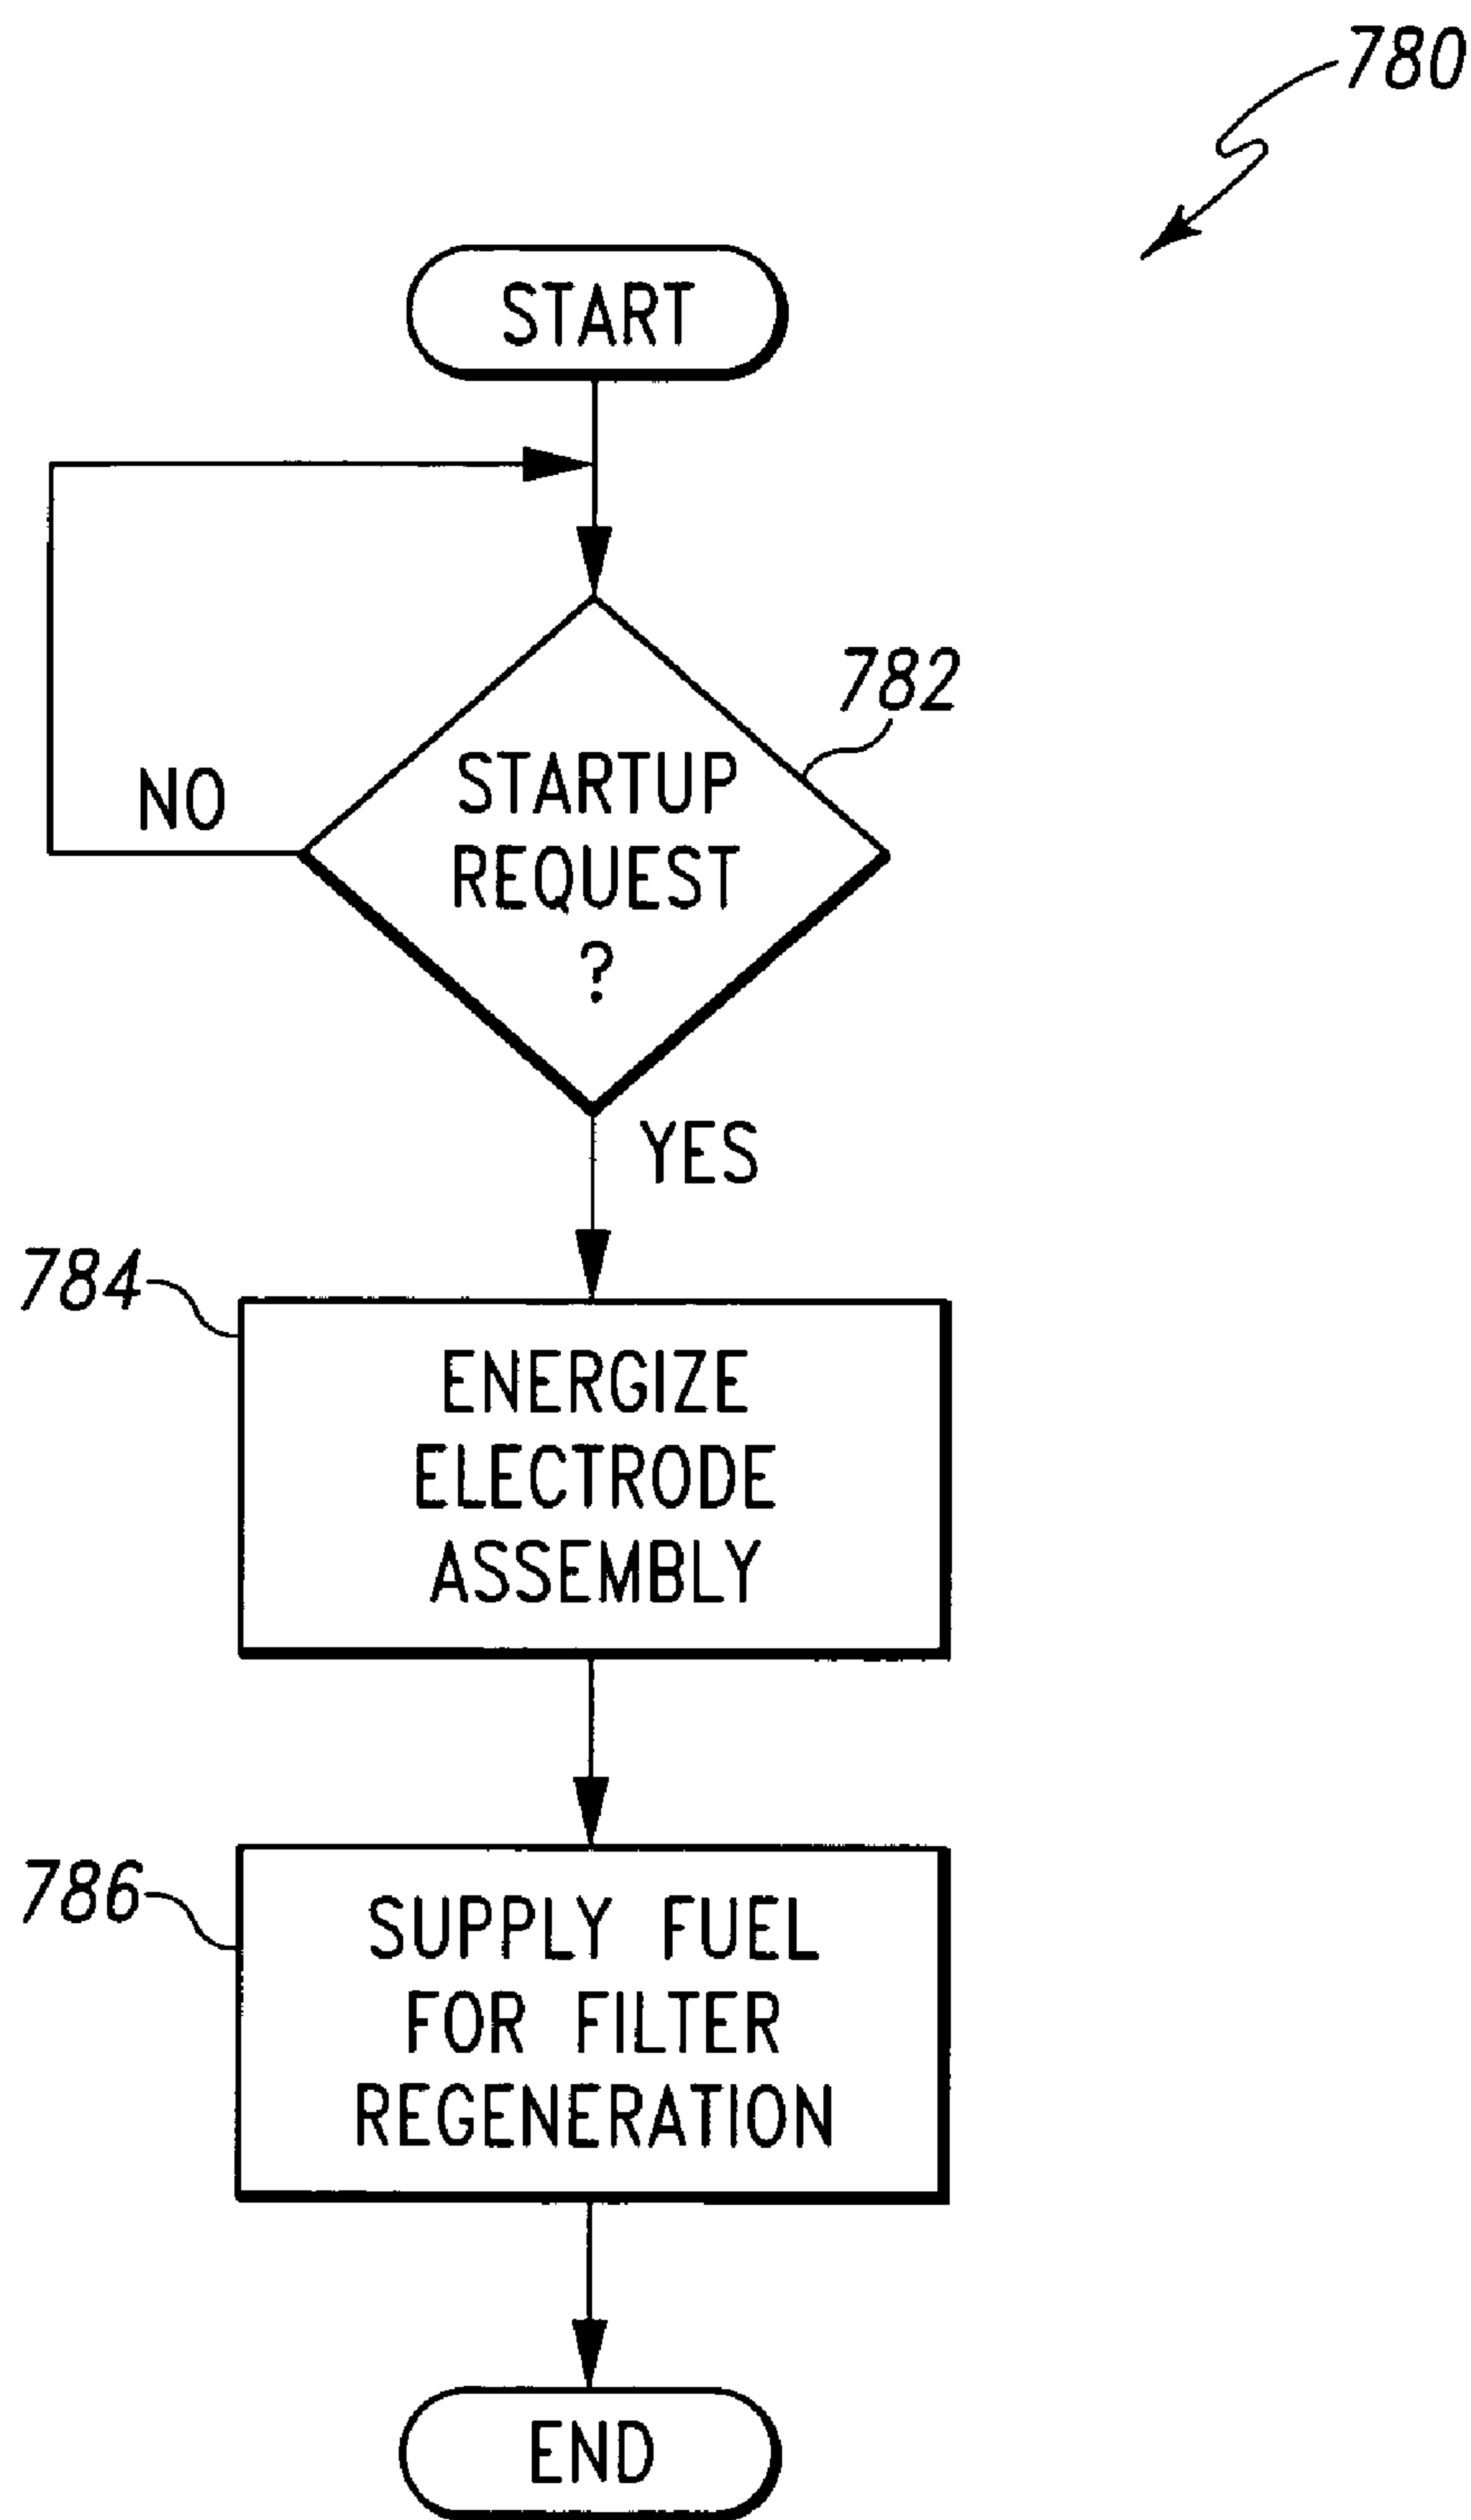 780
START
782
STARTUP
REQUEST
?
NO
YES
784
ENERGIZE
ELECTRODE
ASSEMBLY
786
SUPPLY FUEL
FOR FILTER
REGENERATION
END